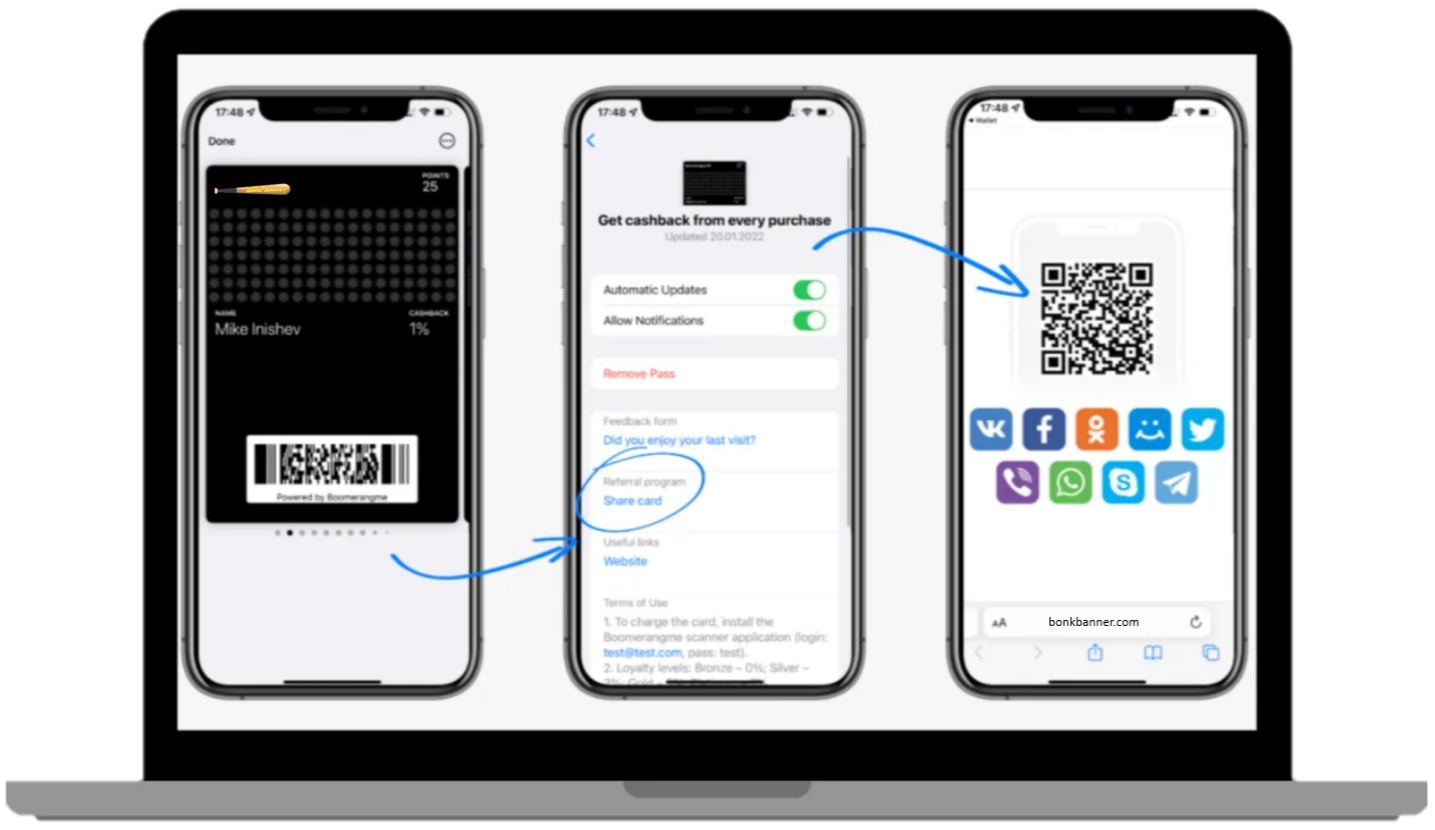 17:48
Done
POINTS
25
NAME
Mike Inishev
CASHBACK
1%
Powered by Boomerangme
17:48
Get cashback from every purchase
Updated 20.01.2022
Automatic Updates
Allow Notifications
Remove Pass
Feedback form
Did you enjoy your last visit?
Referral program
Share card
Useful links
Website
Terms of Use
1. To charge the card, install the
Boomerangme scanner application (login:
test@test.com, pass: test).
2. Loyalty levels: Bronze – 0%; Silver –
17:48
Wallet
AA
bonkbanner.com